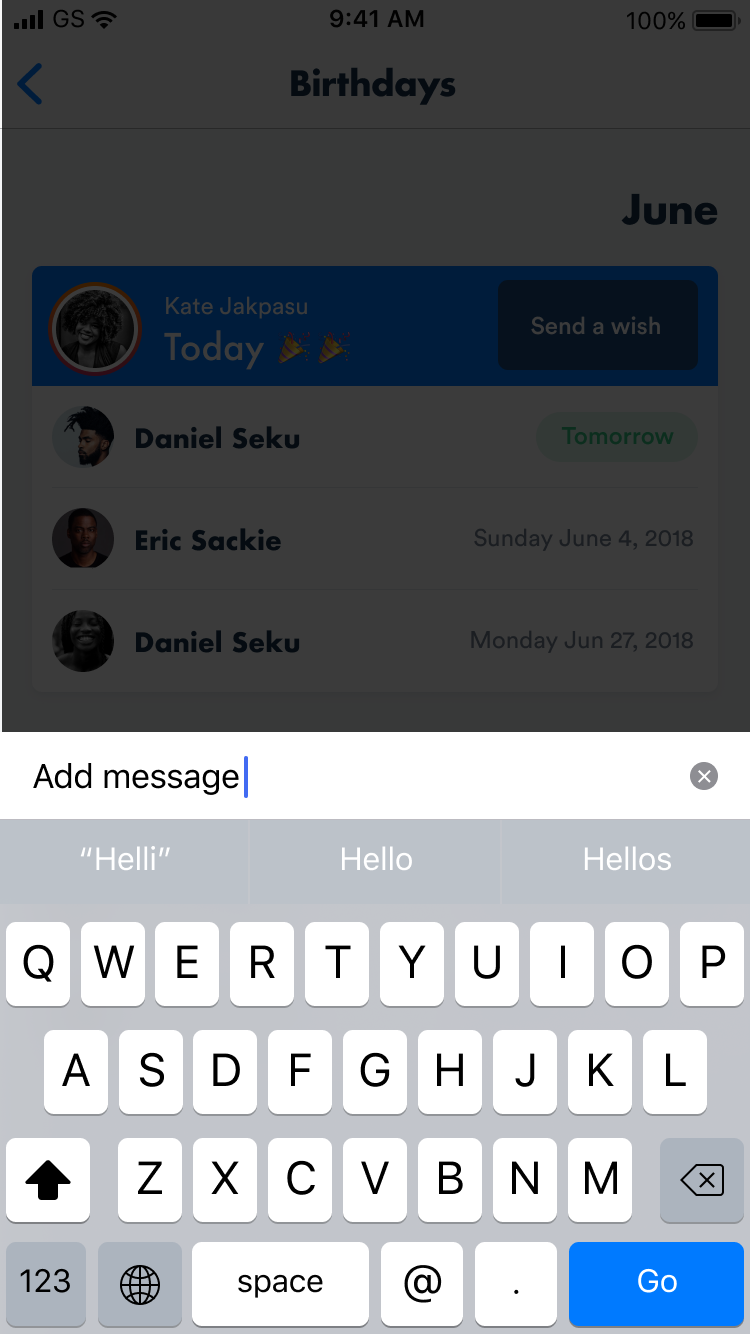 GS 9:41 AM 100%
Birthdays
June
Kate Jakpasu
Today 🎉 🎉
Send a wish
Daniel Seku Tomorrow
Eric Sackie Sunday June 4, 2018
Daniel Seku Monday Jun 27, 2018
Add message
“Helli” Hello Hellos
Q W E R T Y U I O P
A S D F G H J K L
Z X C V B N M
123 space @ . Go